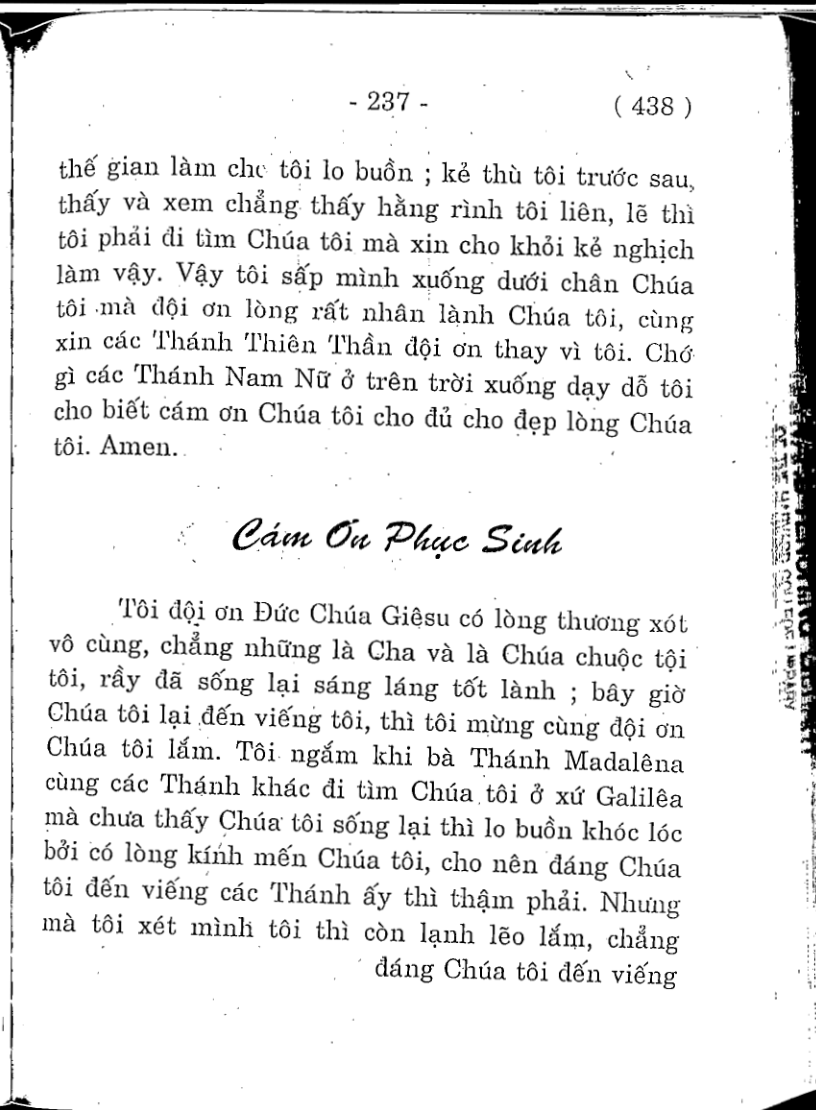 - 237 -
( 438 )
thế gian làm cho tôi lo buồn ; kẻ thù tôi trước sau,
thấy và xem chẳng thấy hằng rình tôi liên, lẽ thì
tôi phải đi tìm Chúa tôi mà xin cho khỏi kẻ nghịch
làm vậy. Vậy tôi sấp mình xuống dưới chân Chúa
tôi mà đội ơn lòng rất nhân lành Chúa tôi, cùng
xin các Thánh Thiên Thần đội ơn thay vì tôi. Chớ
gì các Thánh Nam Nữ ở trên trời xuống dạy dỗ tôi
cho biết cám ơn Chúa tôi cho đủ cho đẹp lòng Chúa
tôi. Amen.
Cám Ơn Phục Sinh
Tôi đội ơn Đức Chúa Giêsu có lòng thương xót
vô cùng, chẳng những là Cha và là Chúa chuộc tội
tôi, rầy đã sống lại sáng láng tốt lành ; bây giờ
Chúa tôi lại đến viếng tôi, thì tôi mừng cùng đội ơn
Chúa tôi lắm. Tôi ngắm khi bà Thánh Madalêna
cùng các Thánh khác đi tìm Chúa tôi ở xứ Galilêa
mà chưa thấy Chúa tôi sống lại thì lo buồn khóc lóc
bởi có lòng kính mến Chúa tôi, cho nên đáng Chúa
tôi đến viếng các Thánh ấy thì thậm phải. Nhưng
mà tôi xét mình tôi thì còn lạnh lẽo lắm, chẳng
đáng Chúa tôi đến viếng